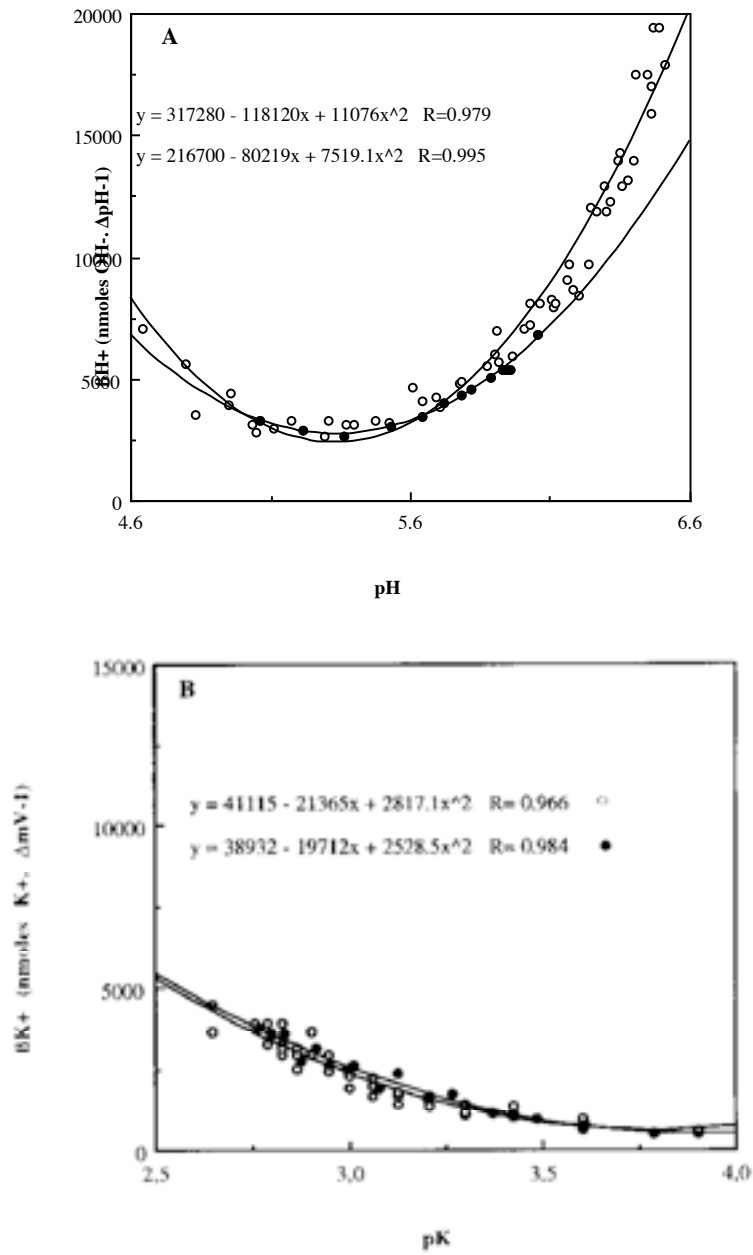 20000
A
y = 317280 - 118120x + 11076x^2 R=0.979
15000
y = 216700 - 80219x + 7519.1x^2 R=0.995
BH+ (nmoles OH-. ΔpH-1)
10000
5000
0
4.6
5.6
6.6
pH
15000
B
y = 41115 - 21365x + 2817.1x^2 R= 0.966
10000
y = 38932 - 19712x + 2528.5x^2 R= 0.984
BK+ (nmoles K+. ΔmV-1)
5000
0
2,5
3,0
3,5
4,0
pK